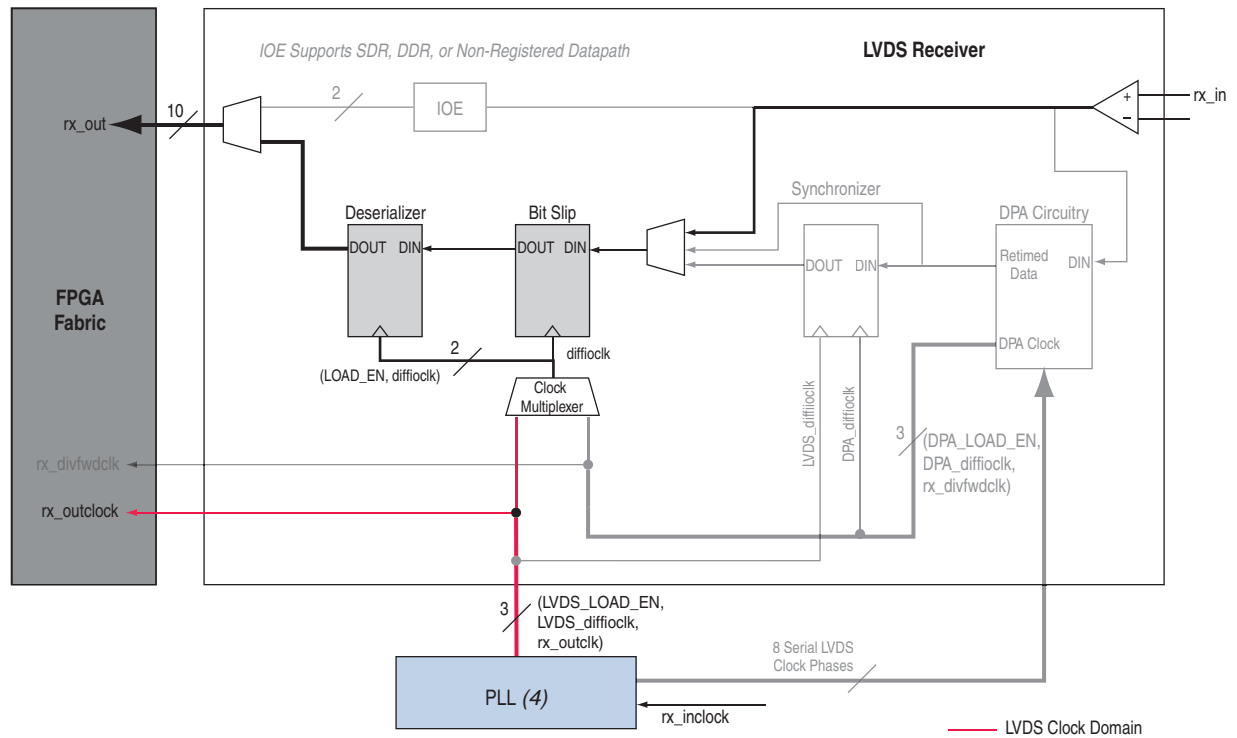 IOE Supports SDR, DDR, or Non-Registered Datapath
LVDS Receiver
2
IOE
+
−
rx_in
10
rx_out
Deserializer
DOUT DIN
Bit Slip
DOUT DIN
Synchronizer
DOUT DIN
DPA Circuitry
Retimed
Data
DIN
DPA Clock
FPGA
Fabric
2
(LOAD_EN, diffioclk)
diffioclk
Clock
Multiplexer
LVDS_diffiioclk
DPA_diffioclk
3
(DPA_LOAD_EN,
DPA_diffioclk,
rx_divfwdclk)
rx_divfwdclk
rx_outclock
3
(LVDS_LOAD_EN,
LVDS_diffioclk,
rx_outclk)
8 Serial LVDS
Clock Phases
PLL (4)
rx_inclock
LVDS Clock Domain